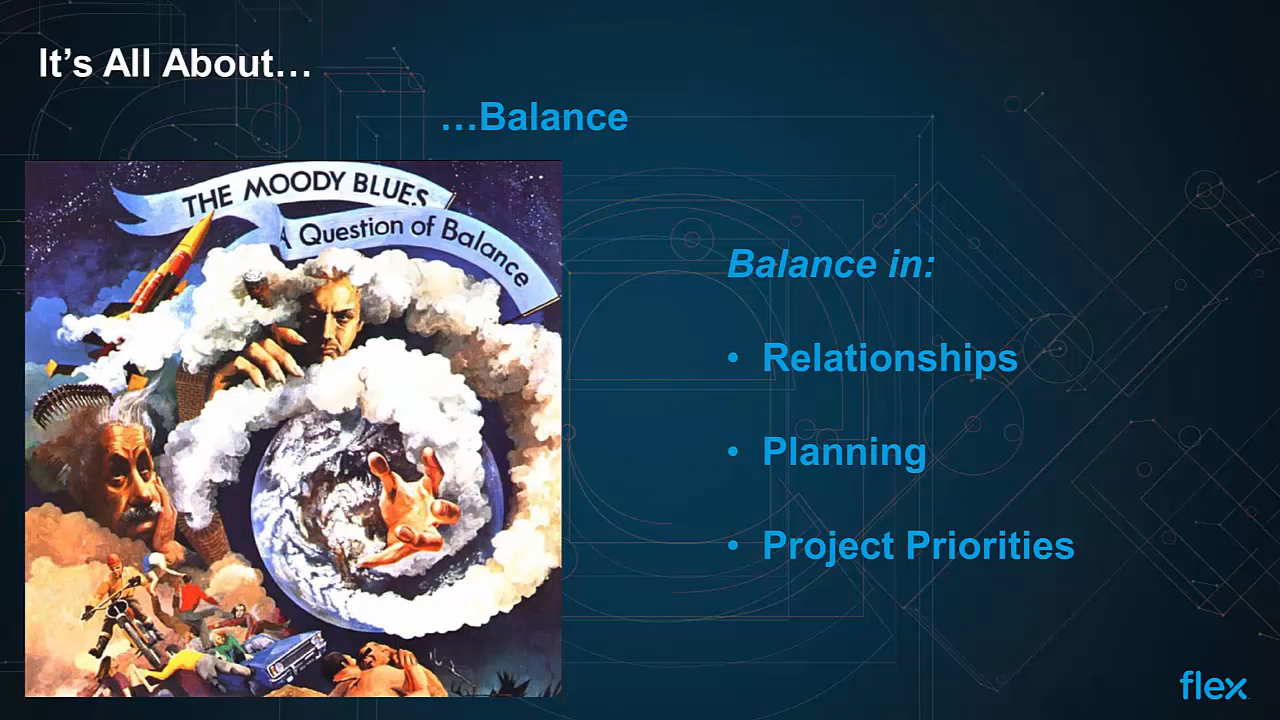 It's All About…
…Balance
THE MOODY BLUES
A Question of Balance
Balance in:
• Relationships
• Planning
• Project Priorities
flex